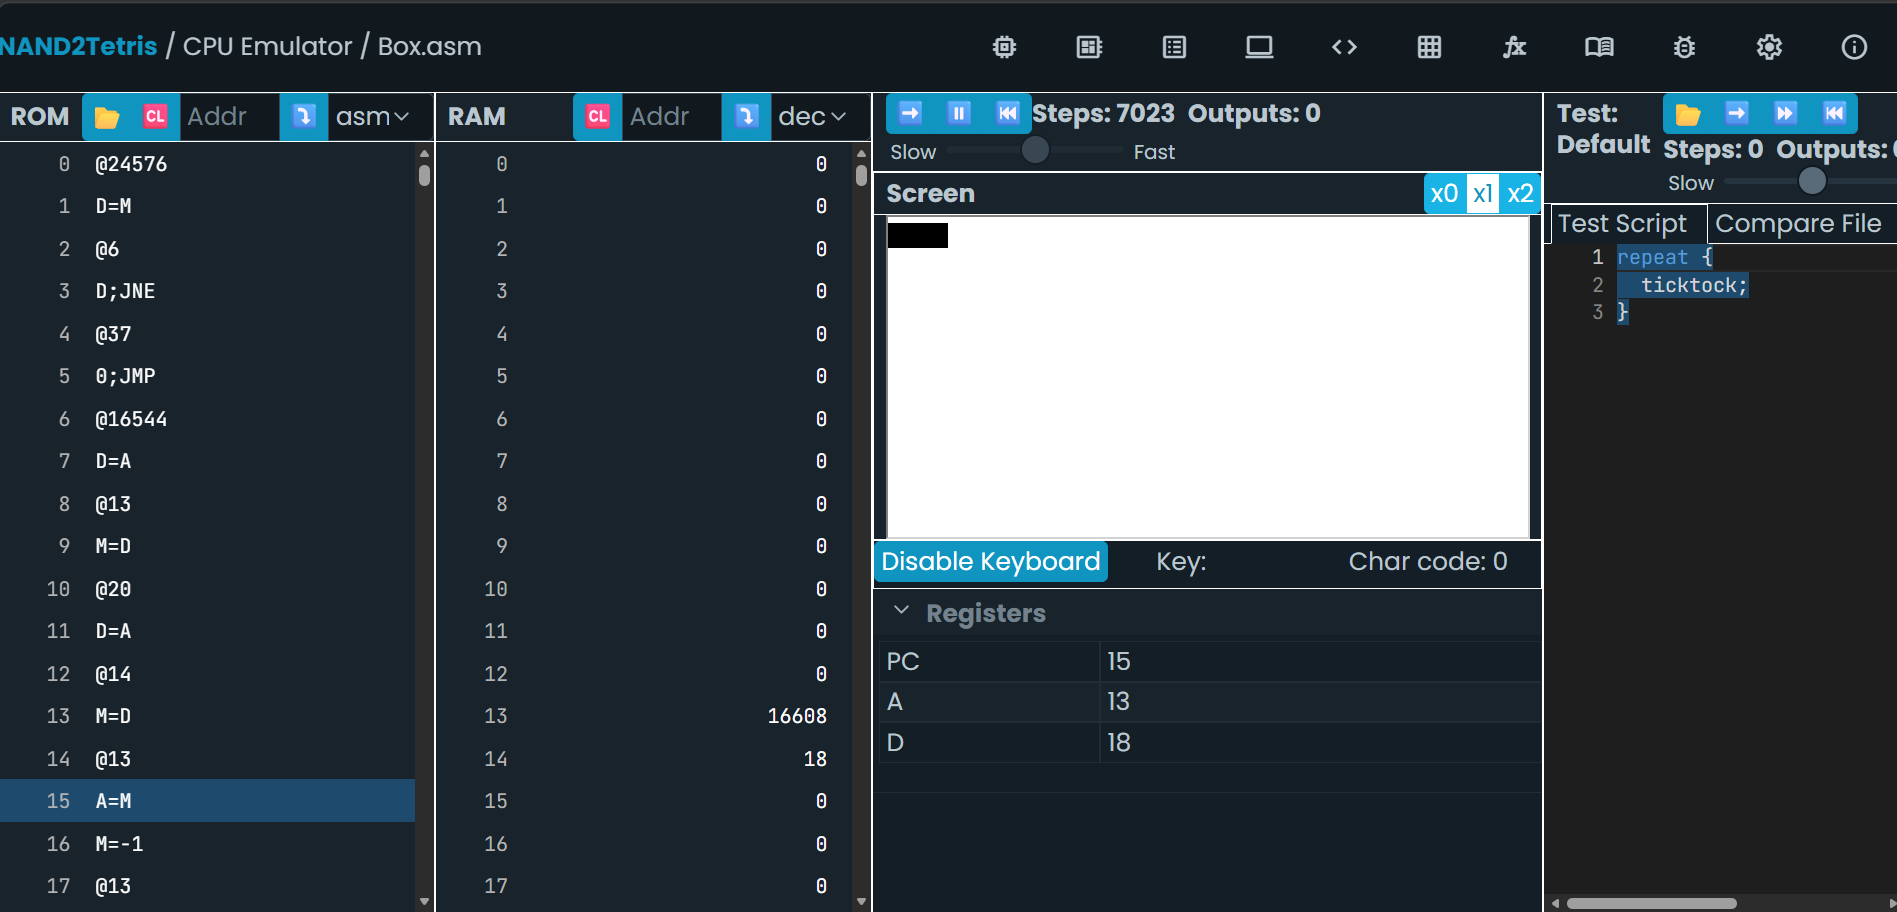 NAND2Tetris / CPU Emulator / Box.asm
ROM CL Addr asm
0 @24576
1 D=M
2 @6
3 D;JNE
4 @37
5 0;JMP
6 @16544
7 D=A
8 @13
9 M=D
10 @20
11 D=A
12 @14
13 M=D
14 @13
15 A=M
16 M=-1
17 @13
RAM CL Addr dec
0 0
1 0
2 0
3 0
4 0
5 0
6 0
7 0
8 0
9 0
10 0
11 0
12 0
13 16608
14 18
15 0
16 0
17 0
Steps: 7023 Outputs: 0
Slow Fast
Screen x0 x1 x2
Disable Keyboard Key: Char code: 0
Registers
PC 15
A 13
D 18
Test:
Default
Steps: 0 Outputs:
Slow
Test Script Compare File
1 repeat {
2 ticktock;
3 }